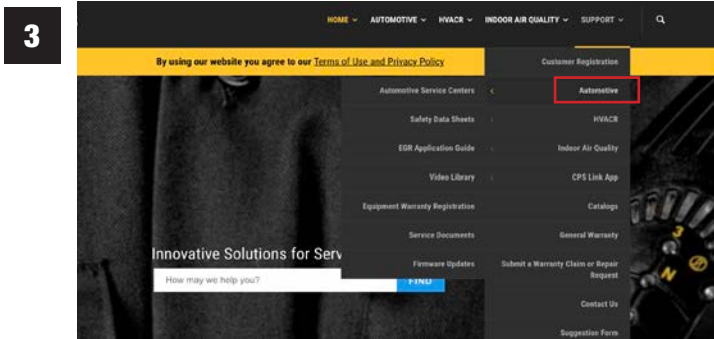 3
HOME AUTOMOTIVE HVACR INDOOR AIR QUALITY SUPPORT
By using our website you agree to our Terms of Use and Privacy Policy
Customer Registration
Automotive Service Centers
Automotive
Safety Data Sheets
HVACR
EGR Application Guide
Indoor Air Quality
Video Library
CPS Link App
Equipment Warranty Registration
Catalogs
Service Documents
General Warranty
Innovative Solutions for Serv
Firmware Updates
Submit a Warranty Claim or Repair
Request
How may we help you?
FIND
Contact Us
Suggestion Form
3
N